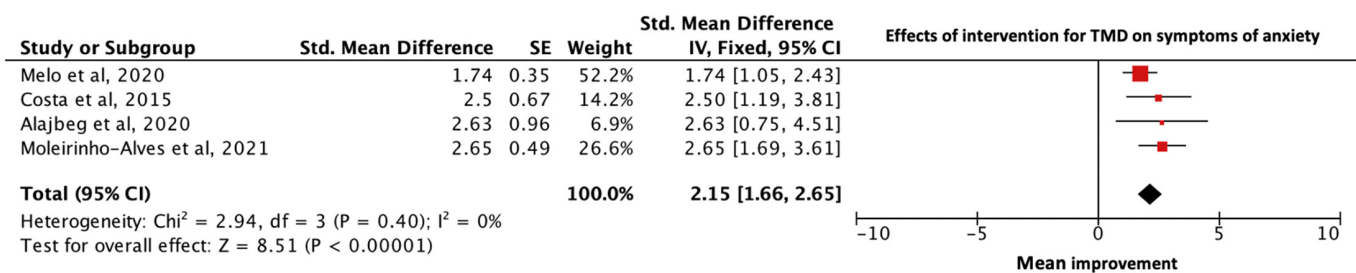 Std. Mean Difference
Study or Subgroup Std. Mean Difference SE Weight IV, Fixed, 95% CI Effects of intervention for TMD on symptoms of anxiety
Melo et al, 2020 1.74 0.35 52.2% 1.74 [1.05, 2.43]
Costa et al, 2015 2.5 0.67 14.2% 2.50 [1.19, 3.81]
Alajbeg et al, 2020 2.63 0.96 6.9% 2.63 [0.75, 4.51]
Moleirinho-Alves et al, 2021 2.65 0.49 26.6% 2.65 [1.69, 3.61]
Total (95% CI) 100.0% 2.15 [1.66, 2.65]
Heterogeneity: Chi² = 2.94, df = 3 (P = 0.40); I² = 0%
Test for overall effect: Z = 8.51 (P < 0.00001)
-10 -5 0 5 10
Mean improvement